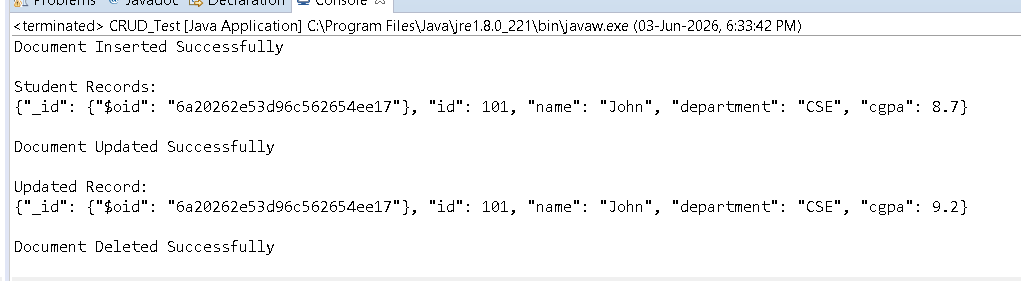 Problems Javadoc Declaration Console
<terminated> CRUD_Test [Java Application] C:\Program Files\Java\jre1.8.0_221\bin\javaw.exe (03-Jun-2026, 6:33:42 PM)
Document Inserted Successfully
Student Records:
{"_id": {"$oid": "6a20262e53d96c562654ee17"}, "id": 101, "name": "John", "department": "CSE", "cgpa": 8.7}
Document Updated Successfully
Updated Record:
{"_id": {"$oid": "6a20262e53d96c562654ee17"}, "id": 101, "name": "John", "department": "CSE", "cgpa": 9.2}
Document Deleted Successfully